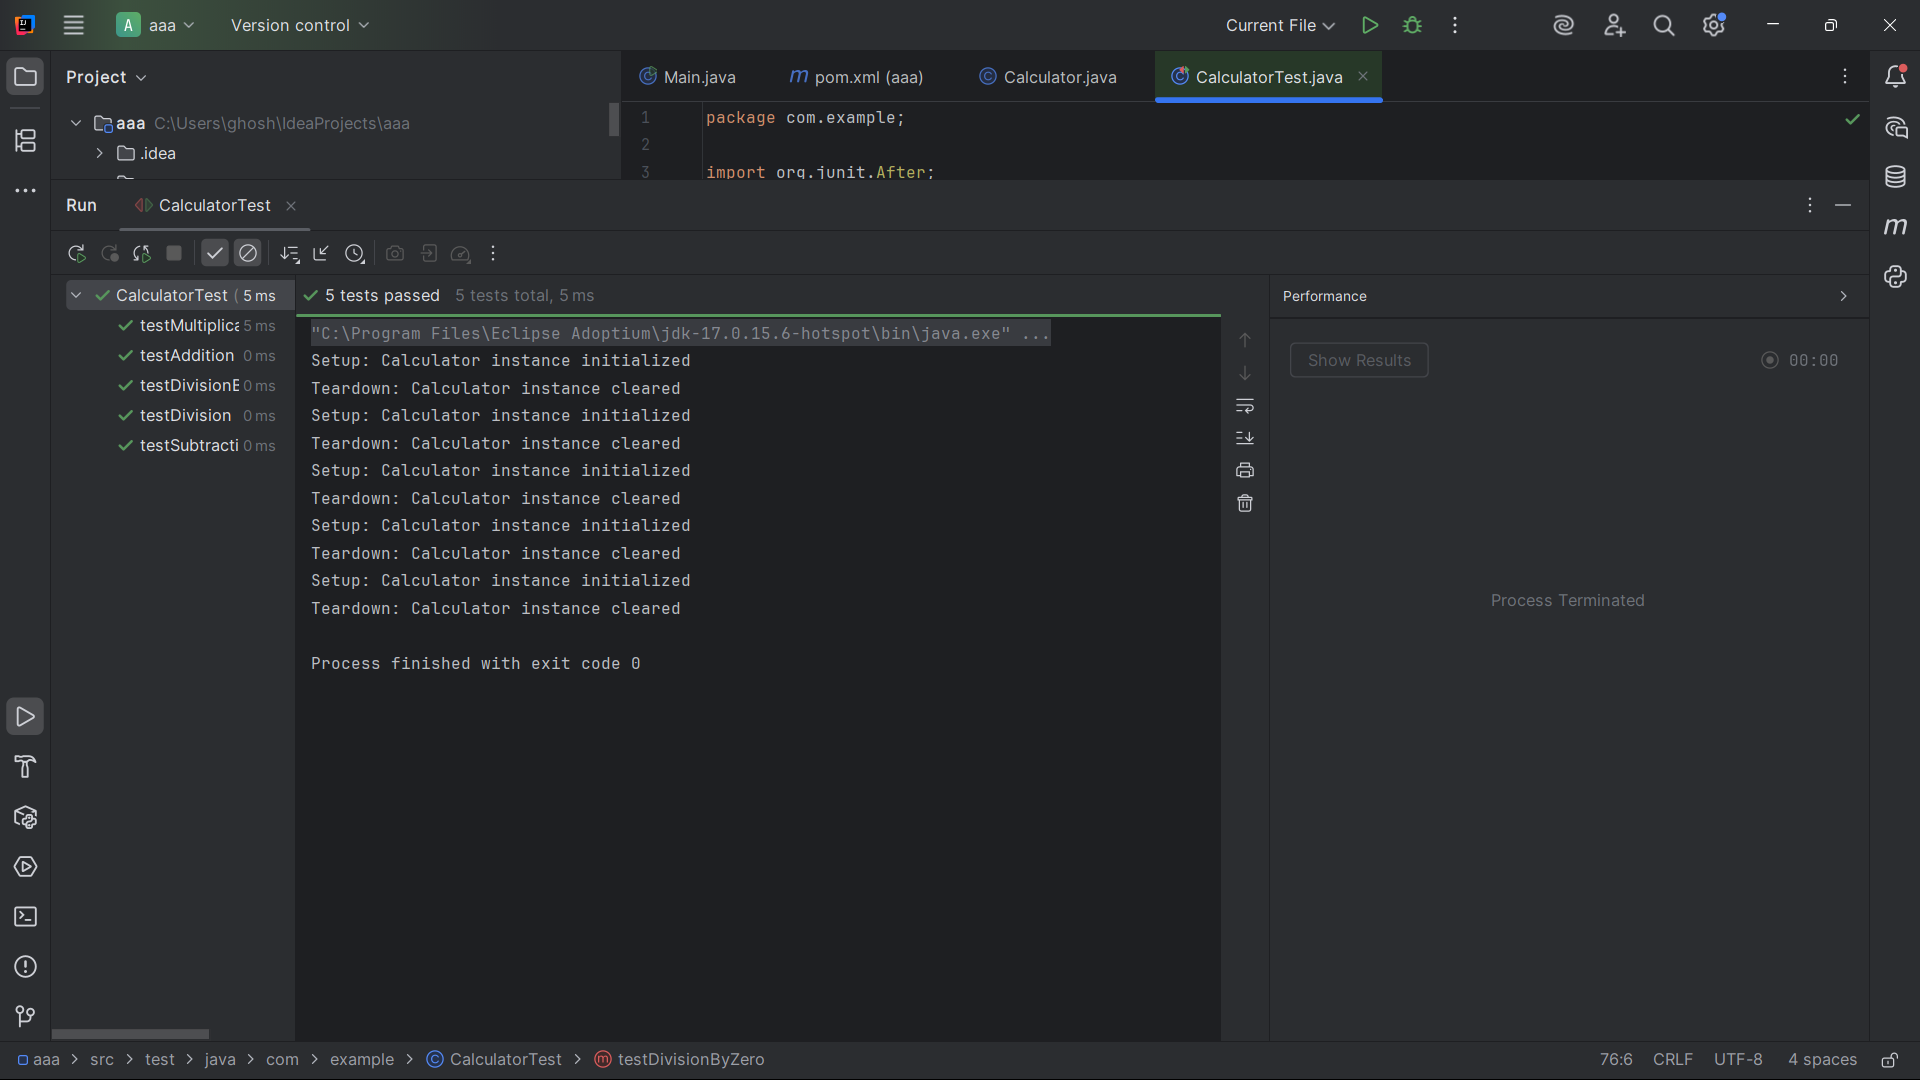 A aaa Version control Current File
Project
Main.java m pom.xml (aaa) Calculator.java CalculatorTest.java
aaa C:\Users\ghosh\IdeaProjects\aaa
.idea
1 package com.example;
2
3 import org.junit.After;
Run CalculatorTest
CalculatorTest ( 5 ms
testMultiplica 5 ms
testAddition 0 ms
testDivisionB 0 ms
testDivision 0 ms
testSubtracti 0 ms
5 tests passed 5 tests total, 5 ms
"C:\Program Files\Eclipse Adoptium\jdk-17.0.15.6-hotspot\bin\java.exe" ...
Setup: Calculator instance initialized
Teardown: Calculator instance cleared
Setup: Calculator instance initialized
Teardown: Calculator instance cleared
Setup: Calculator instance initialized
Teardown: Calculator instance cleared
Setup: Calculator instance initialized
Teardown: Calculator instance cleared
Setup: Calculator instance initialized
Teardown: Calculator instance cleared
Process finished with exit code 0
Performance
Show Results 00:00
Process Terminated
aaa > src > test > java > com > example > CalculatorTest > testDivisionByZero
76:6 CRLF UTF-8 4 spaces